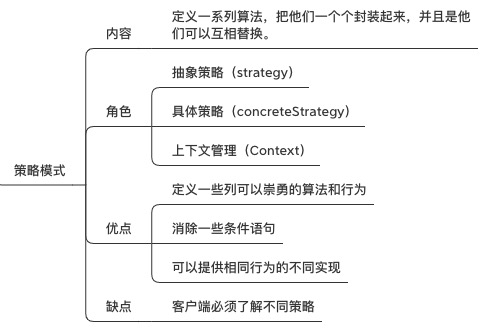 策略模式
内容
定义一系列算法，把他们一个个封装起来，并且是他
们可以互相替换。
角色
抽象策略（strategy）
具体策略（concreteStrategy）
上下文管理（Context）
优点
定义一些列可以崇勇的算法和行为
消除一些条件语句
可以提供相同行为的不同实现
缺点
客户端必须了解不同策略